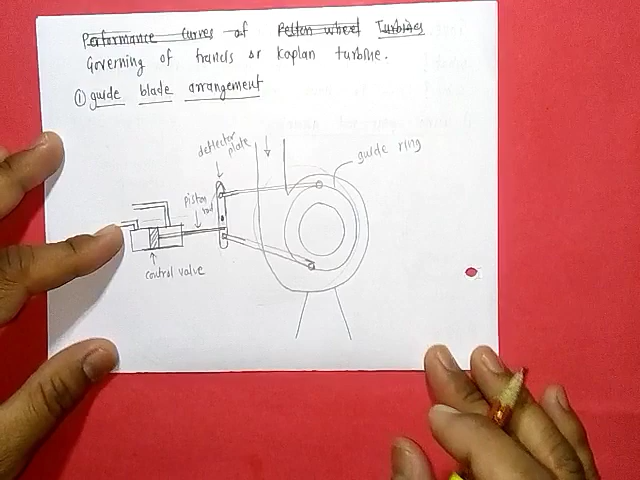 Performance curves of Pelton wheel Turbines
Governing of francis or kaplan turbine.
① guide blade arrangement
deflector plate
guide ring
piston rod
control valve